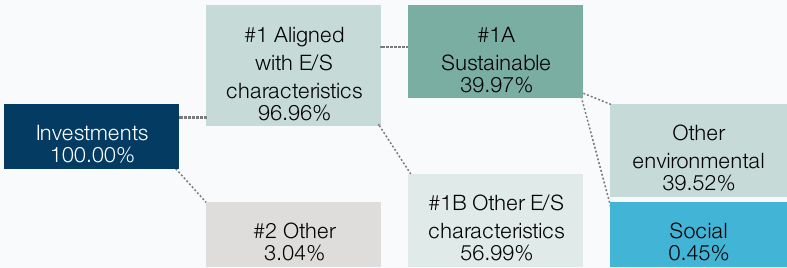 Investments
100.00%
#1 Aligned
with E/S
characteristics
96.96%
#2 Other
3.04%
#1A
Sustainable
39.97%
#1B Other E/S
characteristics
56.99%
Other
environmental
39.52%
Social
0.45%